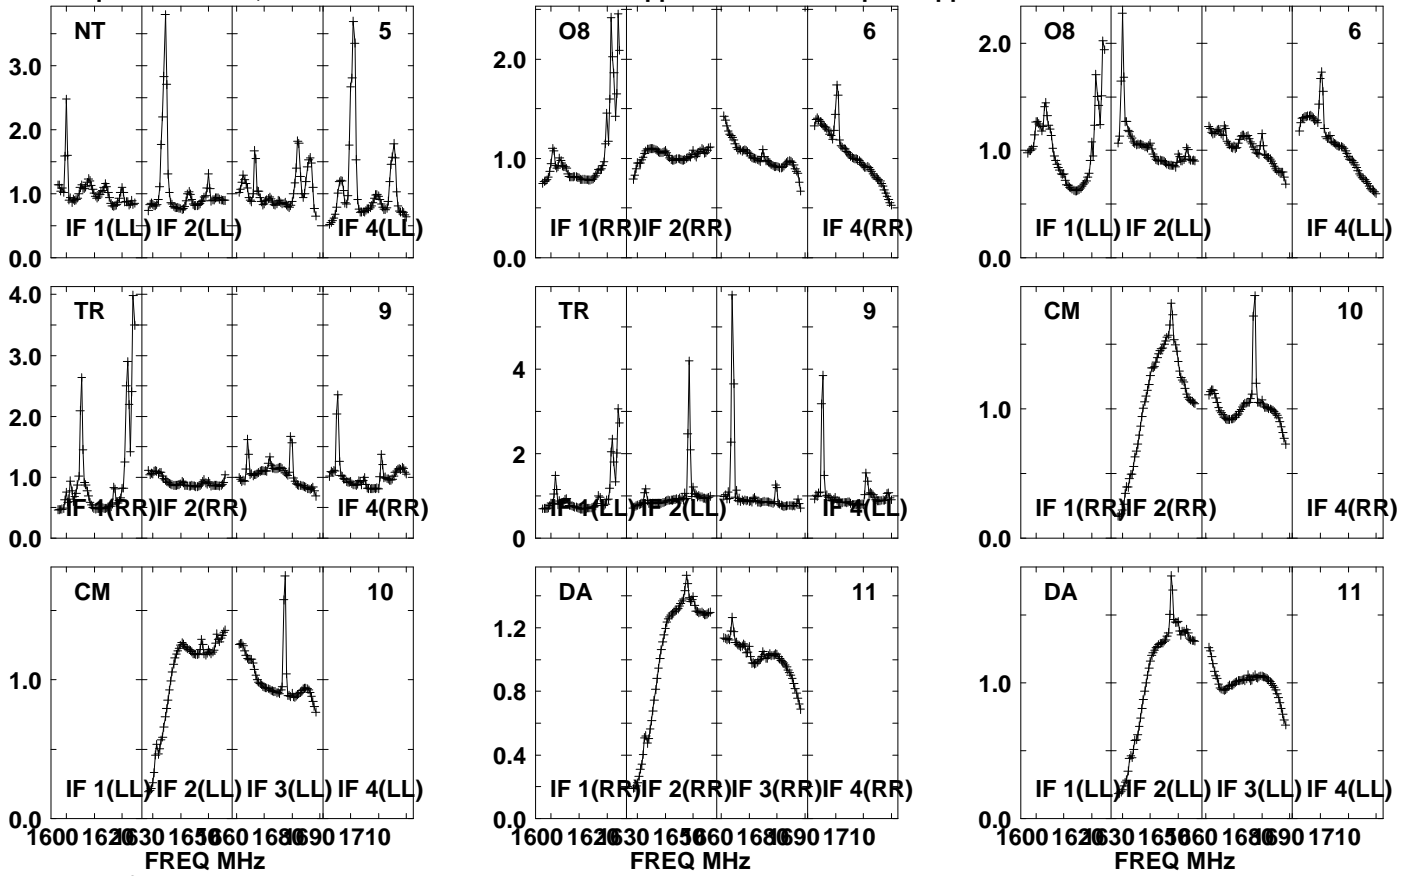 NT 5 O8 6 O8 6
3.0 2.0 2.0
2.0 1.0 1.0
1.0
IF 1(LL) IF 2(LL) IF 4(LL) IF 1(RR) IF 2(RR) IF 4(RR) IF 1(LL) IF 2(LL) IF 4(LL)
0.0 0.0 0.0
4.0 TR 9 TR 9 CM 10
3.0 4
2.0 2 1.0
1.0
IF 1(RR) IF 2(RR) IF 4(RR) IF 1(LL) IF 2(LL) IF 4(LL) IF 1(RR) IF 2(RR) IF 4(RR)
0.0 0 0.0
CM 10 DA 11 DA 11
1.0 1.2 1.0
0.8
0.4
IF 1(LL) IF 2(LL) IF 3(LL) IF 4(LL) IF 1(RR) IF 2(RR) IF 3(RR) IF 4(RR) IF 1(LL) IF 2(LL) IF 3(LL) IF 4(LL)
0.0 0.0 0.0
1600 1620 1630 1650 1660 1680 1690 1710 1600 1620 1630 1650 1660 1680 1690 1710 1600 1620 1630 1650 1660 1680 1690 1710
FREQ MHz FREQ MHz FREQ MHz